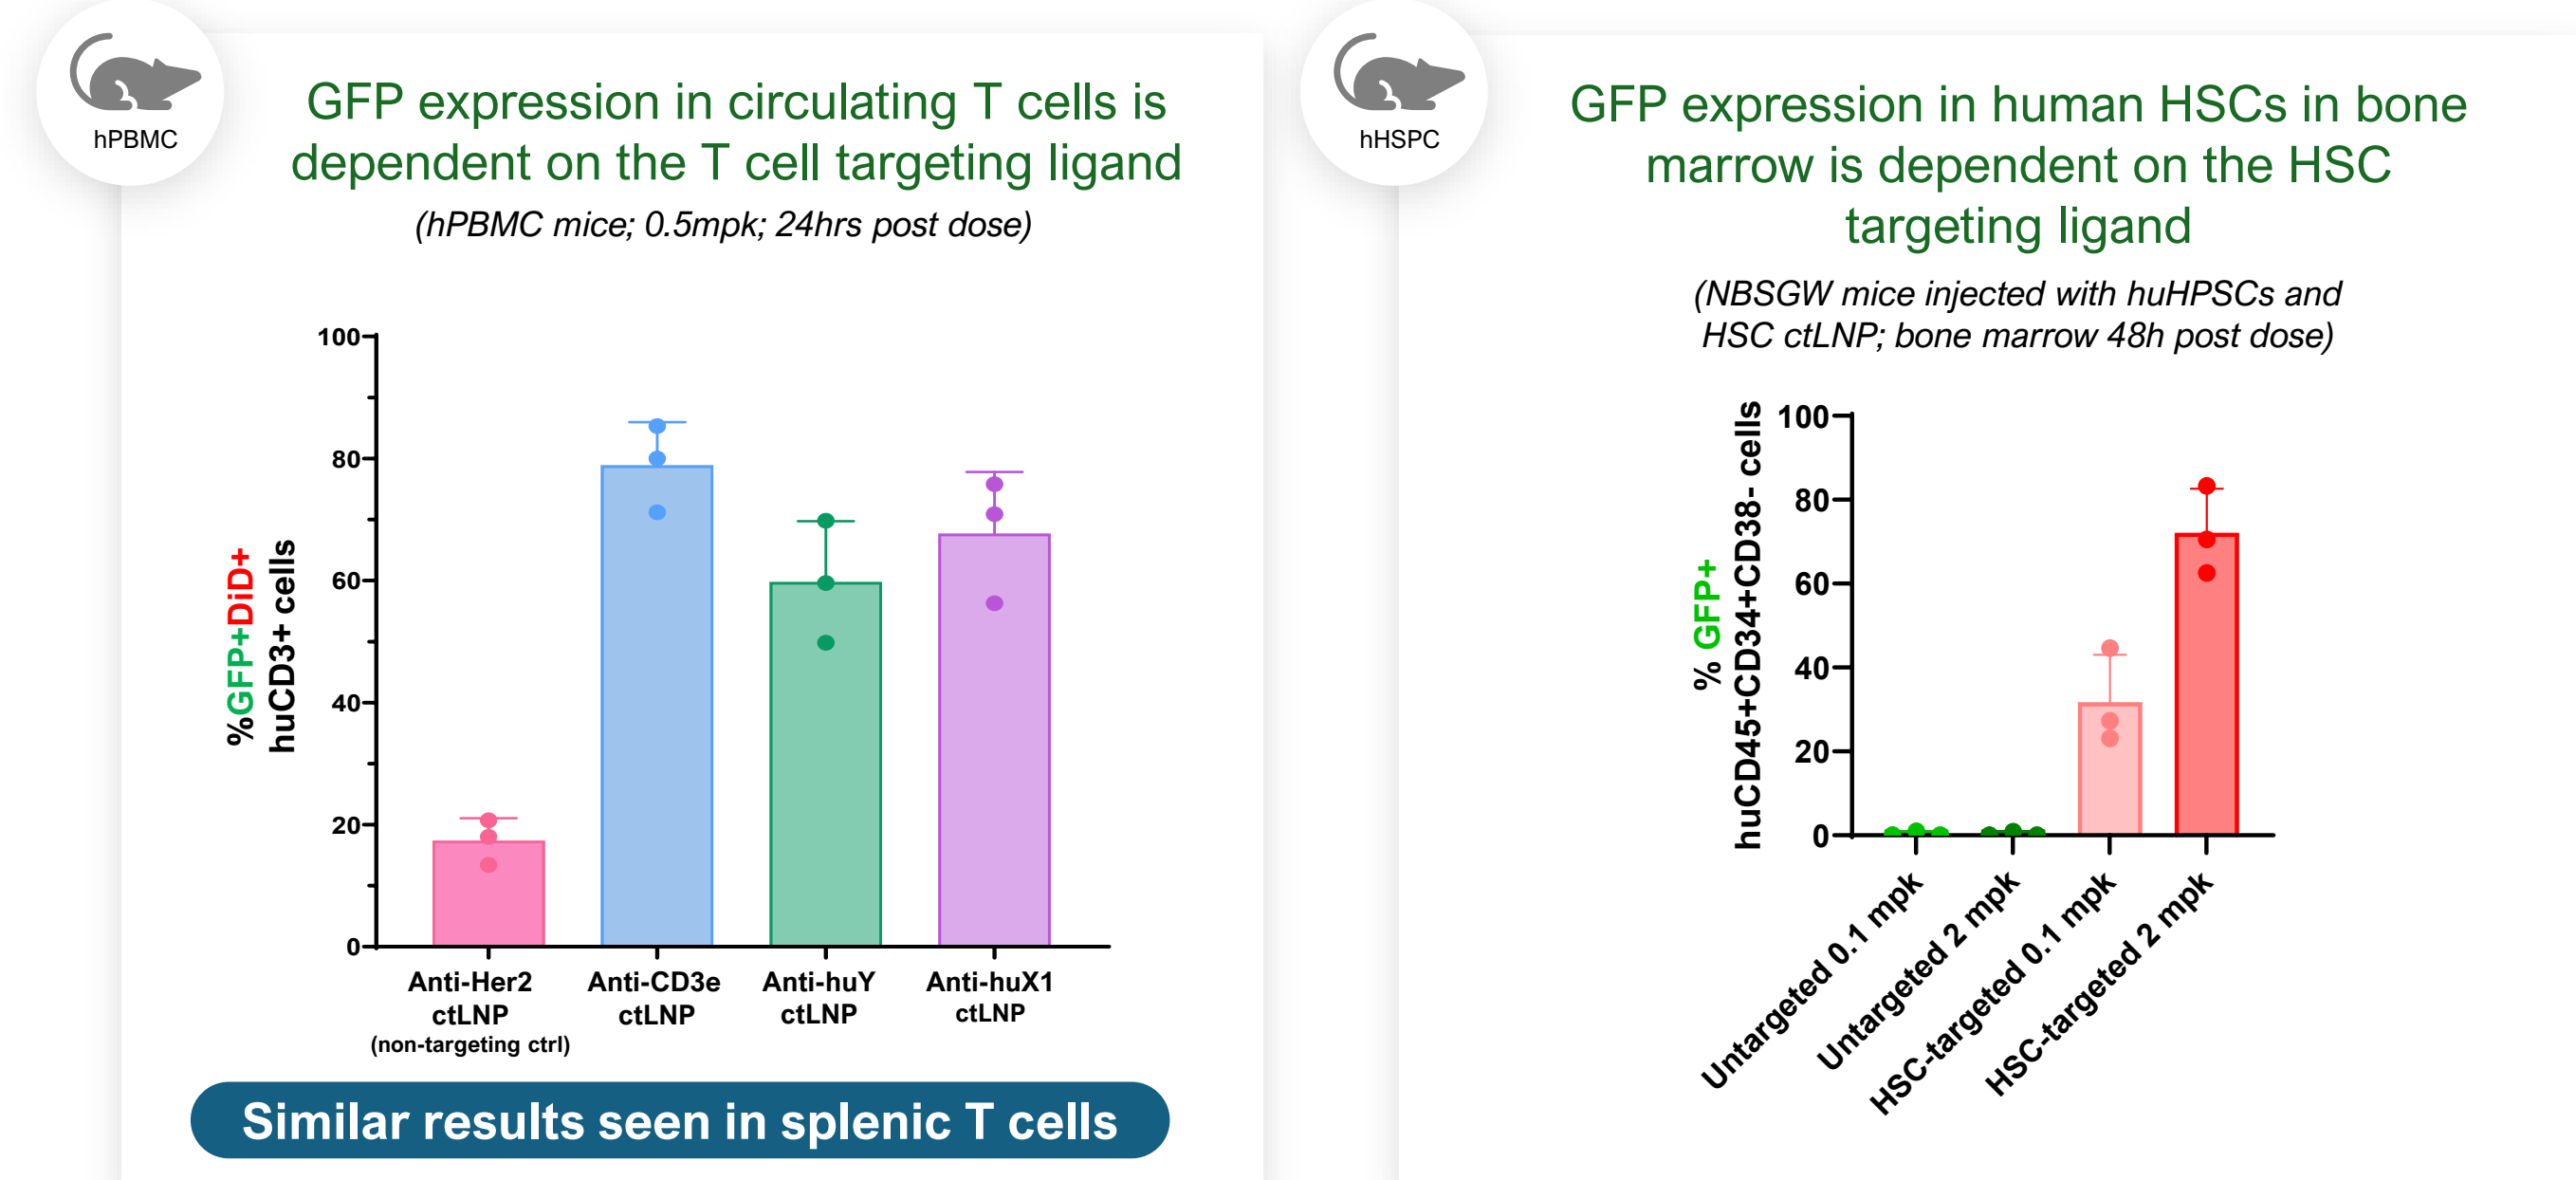 hPBMC
GFP expression in circulating T cells is
dependent on the T cell targeting ligand
(hPBMC mice; 0.5mpk; 24hrs post dose)
%GFP+DiD+
huCD3+ cells
100
80
60
40
20
0
Anti-Her2
ctLNP
(non-targeting ctrl)
Anti-CD3e
ctLNP
Anti-huY
ctLNP
Anti-huX1
ctLNP
Similar results seen in splenic T cells
hHSPC
GFP expression in human HSCs in bone
marrow is dependent on the HSC
targeting ligand
(NBSGW mice injected with huHPSCs and
HSC ctLNP; bone marrow 48h post dose)
% GFP+
huCD45+CD34+CD38- cells
100
80
60
40
20
0
Untargeted 0.1 mpk
Untargeted 2 mpk
HSC-targeted 0.1 mpk
HSC-targeted 2 mpk